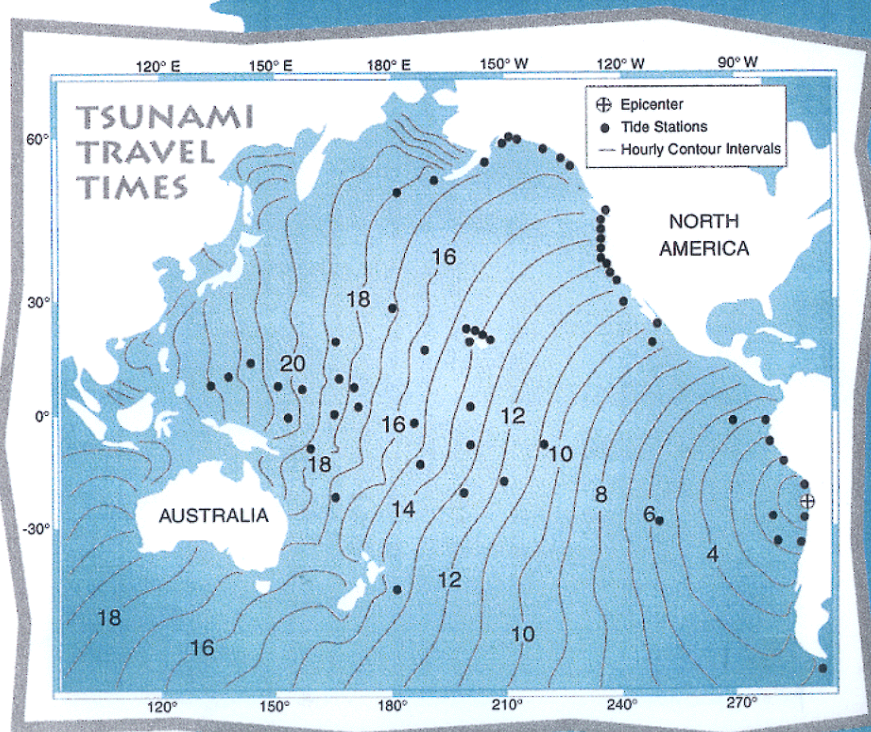 120° E 150° E 180° E 150° W 120° W 90° W
TSUNAMI
TRAVEL
TIMES
Epicenter
Tide Stations
Hourly Contour Intervals
60°
NORTH
AMERICA
16
18
30°
20
0°
16
12
18
10
14
8
6
AUSTRALIA
-30°
4
12
18
16
10
120° 150° 180° 210° 240° 270°